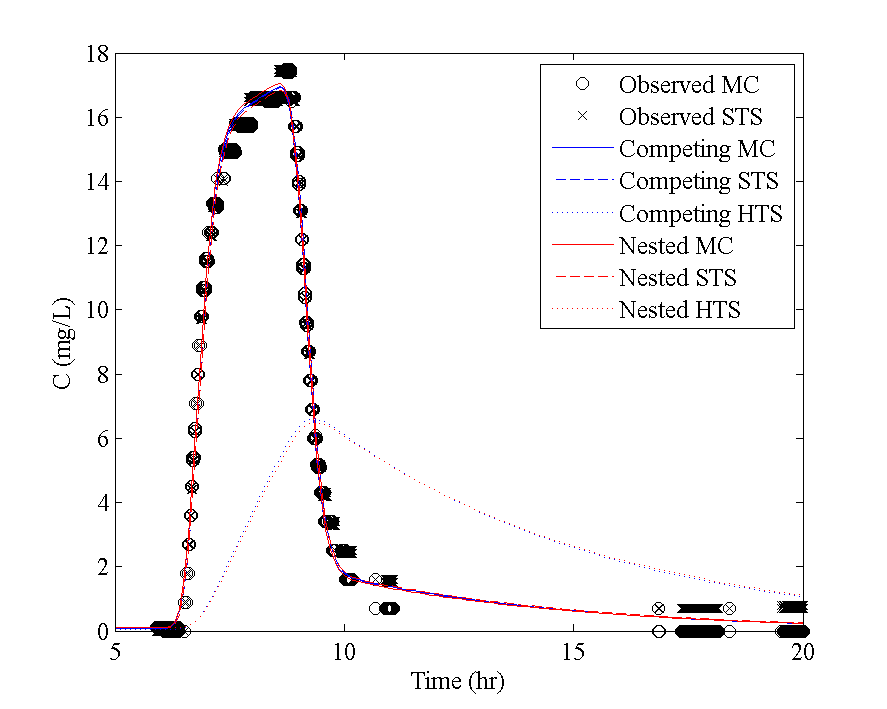 18
16
14
12
10
8
6
4
2
0
C (mg/L)
5
10
15
20
Time (hr)
Observed MC
Observed STS
Competing MC
Competing STS
Competing HTS
Nested MC
Nested STS
Nested HTS